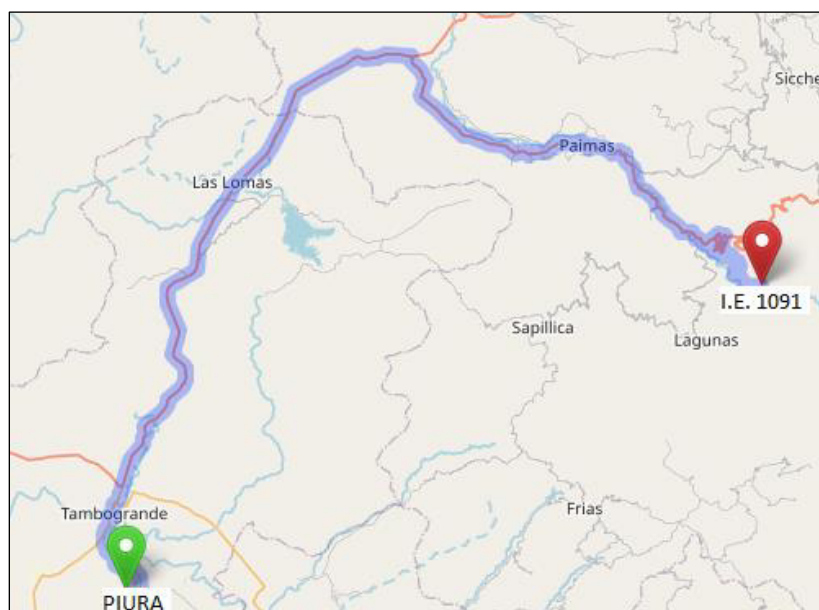 Sicche
Paimas
Las Lomas
I.E. 1091
Sapillica
Lagunas
Tambogrande
Frias
PIURA